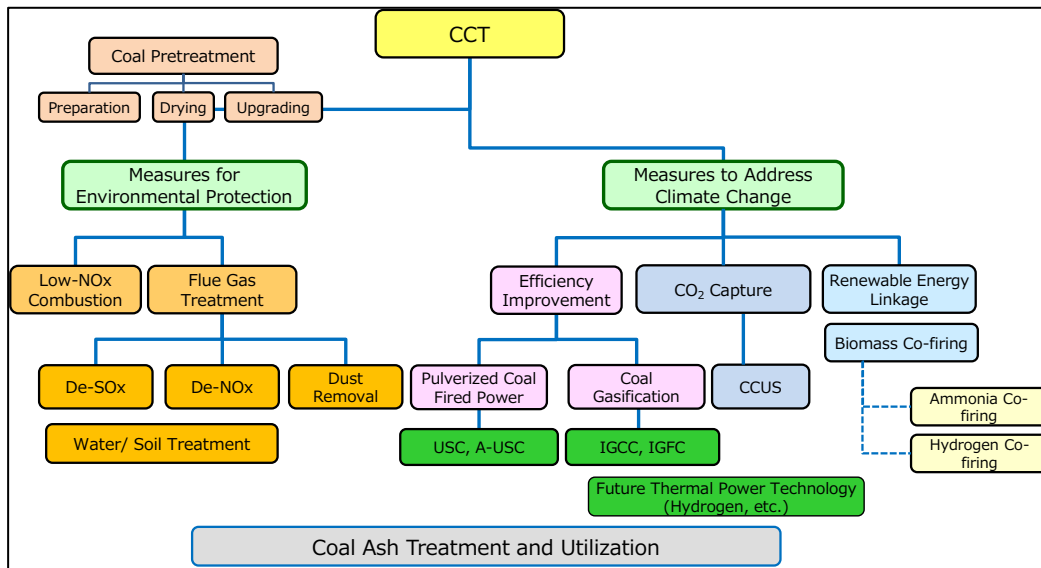 CCT
Coal Pretreatment
Preparation
Drying
Upgrading
Measures for
Environmental Protection
Measures to Address
Climate Change
Low-NOx
Combustion
Flue Gas
Treatment
Efficiency
Improvement
CO₂ Capture
Renewable Energy
Linkage
Biomass Co-firing
De-SOx
De-NOx
Dust
Removal
Pulverized Coal
Fired Power
Coal
Gasification
CCUS
Ammonia Co-
firing
Water/ Soil Treatment
USC, A-USC
IGCC, IGFC
Hydrogen Co-
firing
Future Thermal Power Technology
(Hydrogen, etc.)
Coal Ash Treatment and Utilization